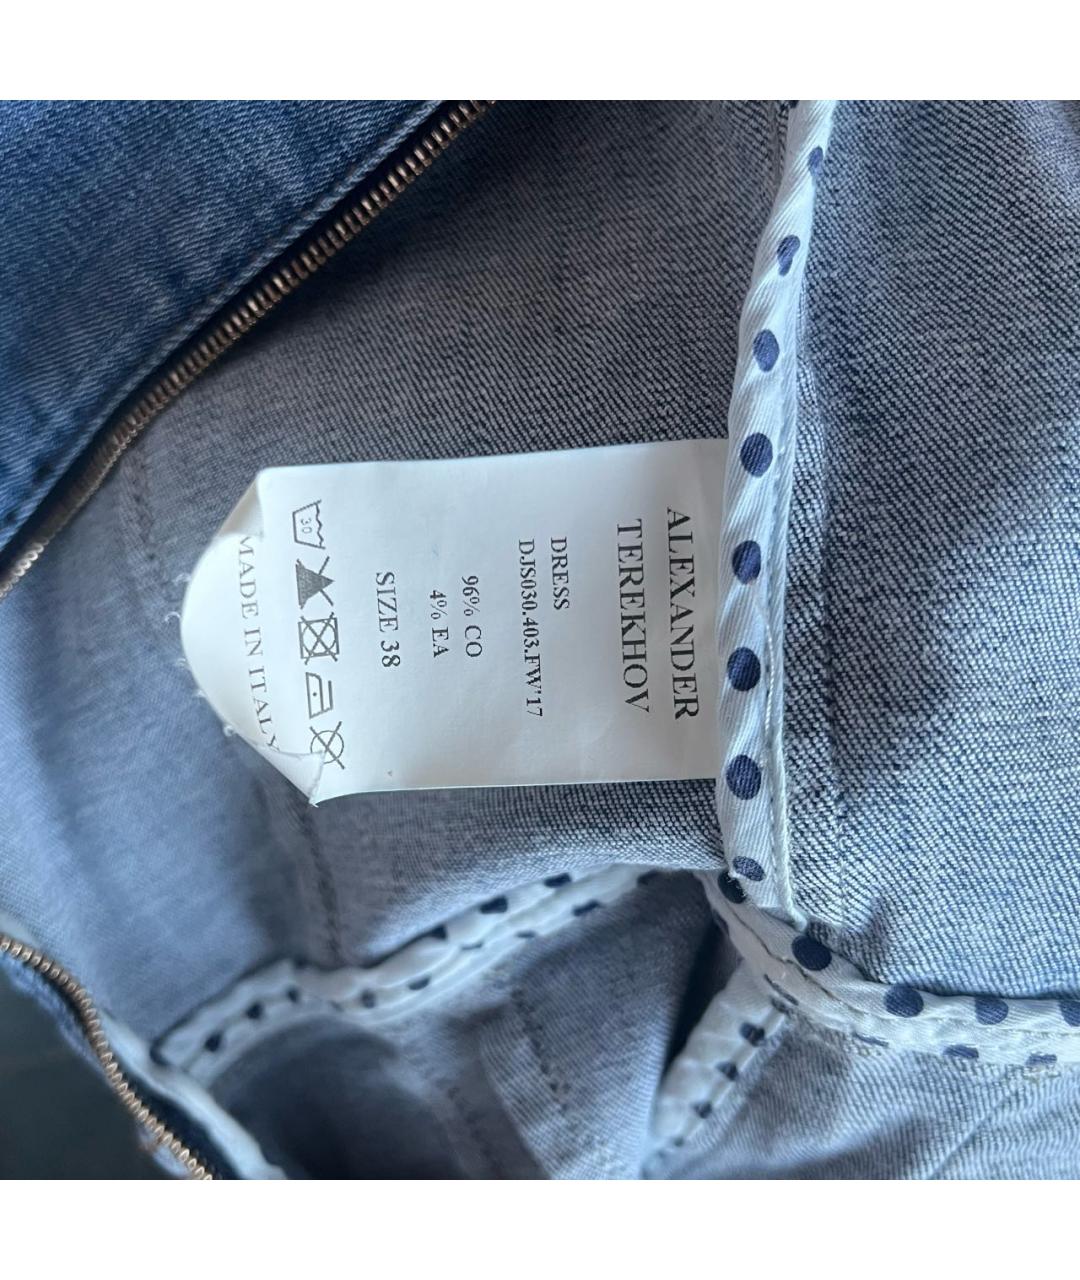 ALEXANDER
TEREKHOV
DRESS
DJS030.403.FW'17
96% CO
4% EA
SIZE 38
30
MADE IN ITALY